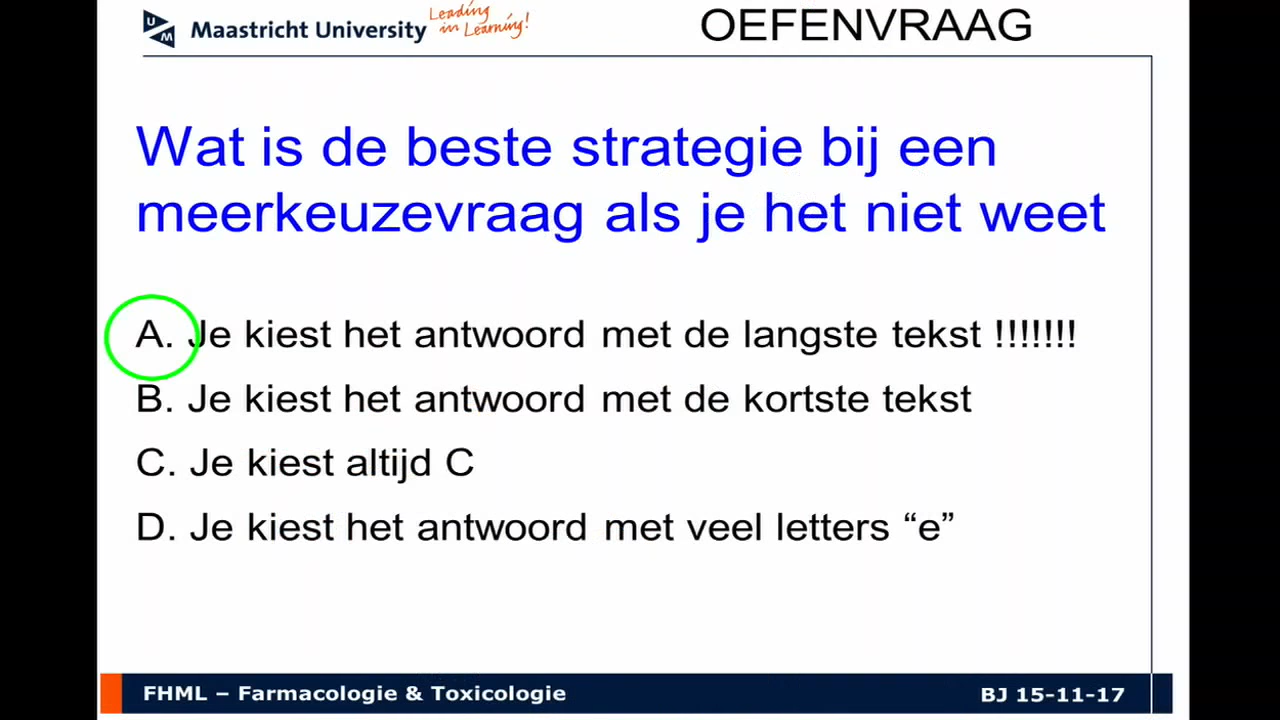 Maastricht University
Leading
in Learning!
OEFENVRAAG
Wat is de beste strategie bij een
meerkeuzevraag als je het niet weet
A. Je kiest het antwoord met de langste tekst !!!!!!!
B. Je kiest het antwoord met de kortste tekst
C. Je kiest altijd C
D. Je kiest het antwoord met veel letters “e”
FHML – Farmacologie & Toxicologie
BJ 15-11-17